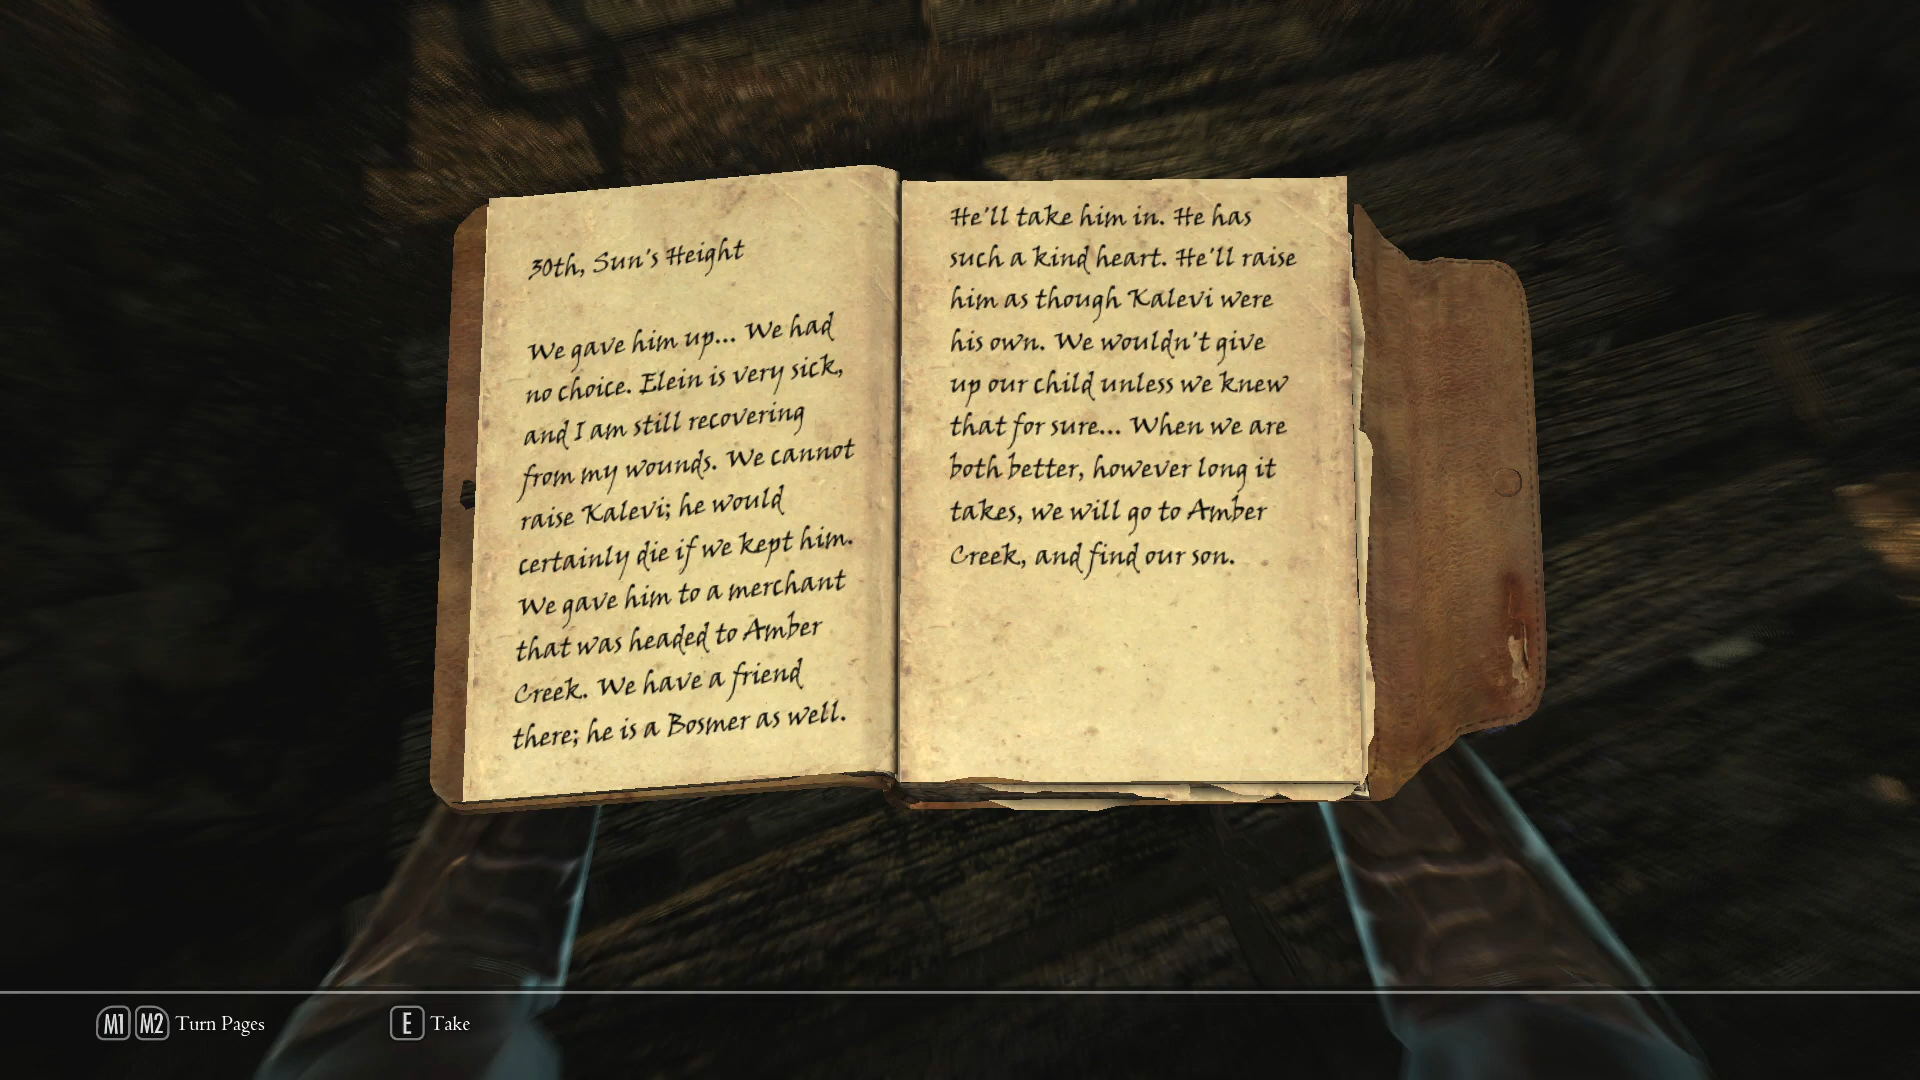 30th, Sun's Height
We gave him up... We had
no choice. Elein is very sick,
and I am still recovering
from my wounds. We cannot
raise Kalevi; he would
certainly die if we kept him.
We gave him to a merchant
that was headed to Amber
Creek. We have a friend
there; he is a Bosmer as well.
He'll take him in. He has
such a kind heart. He'll raise
him as though Kalevi were
his own. We wouldn't give
up our child unless we knew
that for sure... When we are
both better, however long it
takes, we will go to Amber
Creek, and find our son.
M1 M2 Turn Pages
E Take